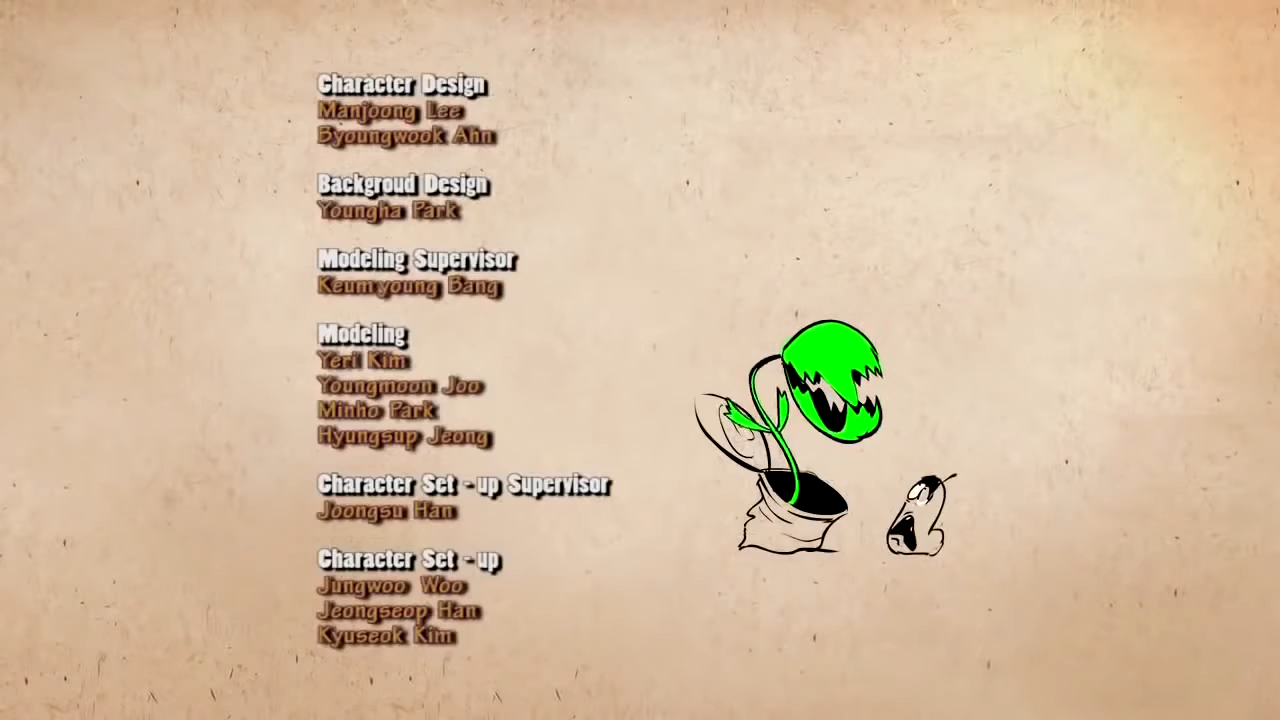 Character Design
Manjoong Lee
Byoungwook Ahn
Backgroud Design
Youngha Park
Modeling Supervisor
Keumyoung Bang
Modeling
Yeri Kim
Youngmoon Joo
Minho Park
Hyungsup Jeong
Character Set - up Supervisor
Joongsu Han
Character Set - up
Jungwoo Woo
Jeongseop Han
Kyuseok Kim